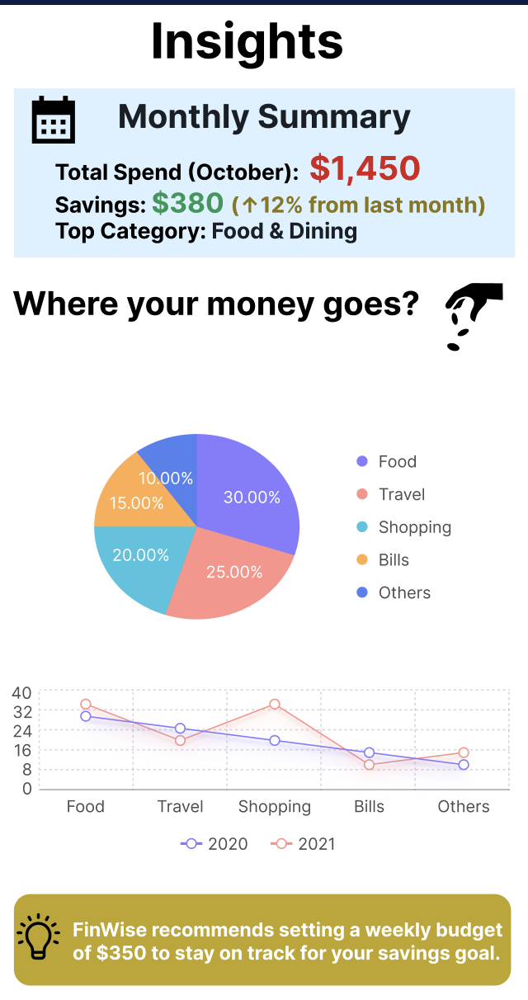 Insights
Monthly Summary
Total Spend (October): $1,450
Savings: $380 (↑12% from last month)
Top Category: Food & Dining
Where your money goes?
10.00%
30.00%
15.00%
20.00%
25.00%
Food
Travel
Shopping
Bills
Others
40
32
24
16
8
0
Food Travel Shopping Bills Others
2020 2021
FinWise recommends setting a weekly budget
of $350 to stay on track for your savings goal.